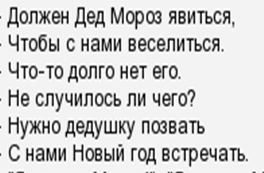 - Должен Дед Мороз явиться,
- Чтобы с нами веселиться.
- Что-то долго нет его.
- Не случилось ли чего?
- Нужно дедушку позвать
- С нами Новый год встречать.